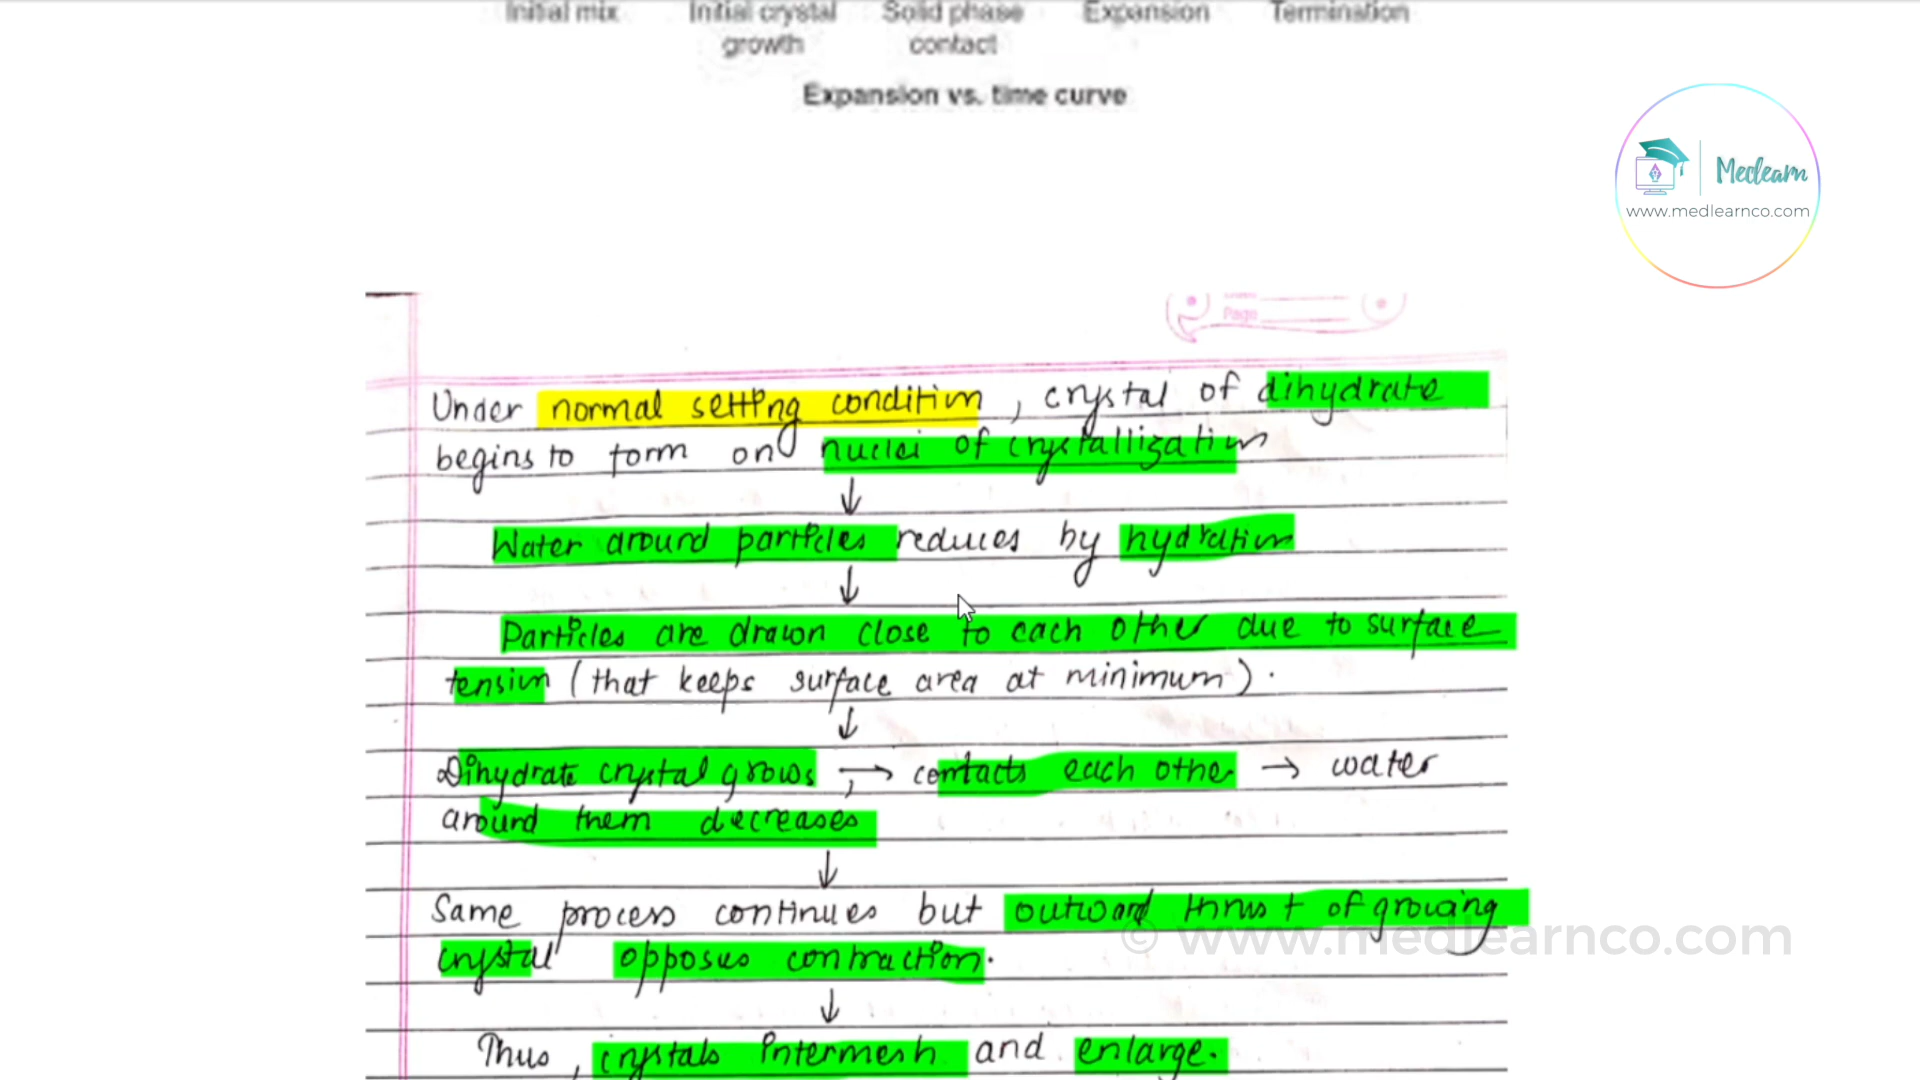 Initial mix Initial crystal Solid phase Expansion Termination
growth contact
Expansion vs. time curve
Medlearn
www.medlearnco.com
Page
Under normal setting condition, crystal of dihydrate
begins to form on nuclei of crystallization
↓
Water around particles reduces by hydration
↓
Particles are drawn close to each other due to surface
tension (that keeps surface area at minimum).
↓
Dihydrate crystal grows → contacts each other → water
around them decreases
↓
Same process continues but outward thrust of growing
crystal opposes contraction.
© www.medlearnco.com
↓
Thus, crystals intermesh and enlarge.